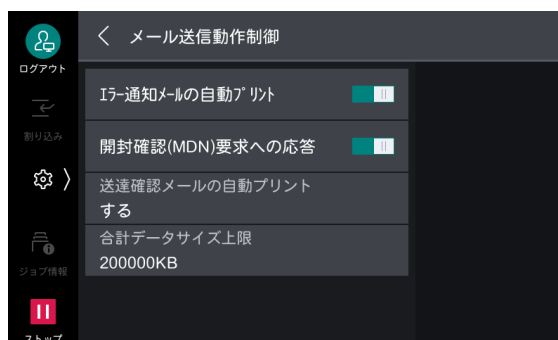 メール送信動作制御
ログアウト
ｴﾗｰ通知ﾒｰﾙの自動ﾌﾟﾘﾝﾄ
割り込み
開封確認(MDN)要求への応答
送達確認メールの自動プリント
する
合計データサイズ上限
200000KB
ジョブ情報
ストップ